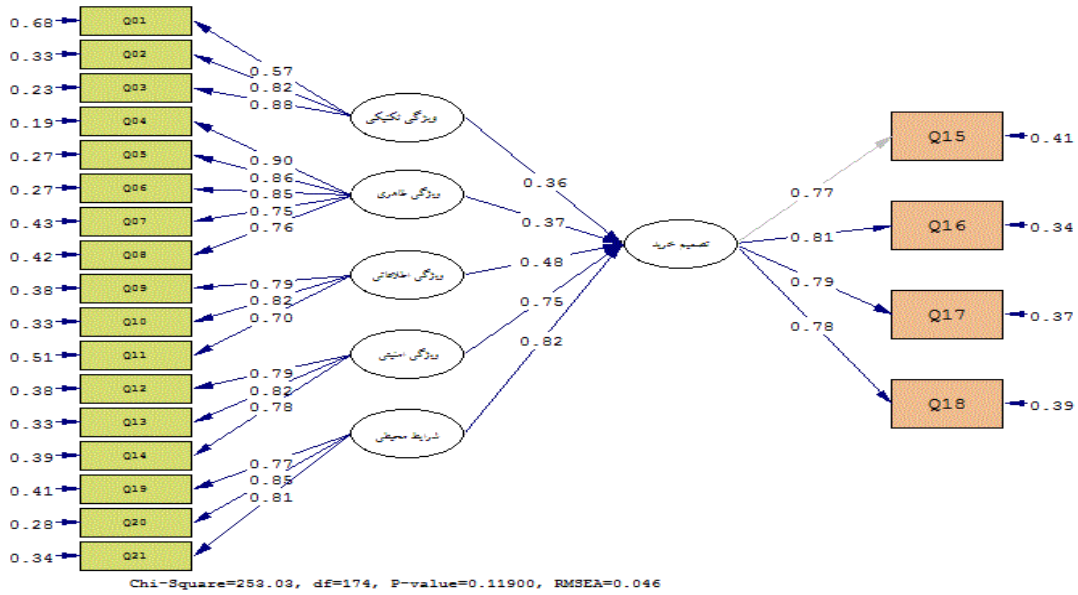 0.68 Q01
0.33 Q02
0.23 Q03
0.19 Q04
0.27 Q05
0.27 Q06
0.43 Q07
0.42 Q08
0.38 Q09
0.33 Q10
0.51 Q11
0.38 Q12
0.33 Q13
0.39 Q14
0.41 Q19
0.28 Q20
0.34 Q21
0.57
0.82
0.88
0.90
0.86
0.85
0.75
0.76
0.79
0.82
0.70
0.79
0.82
0.78
0.77
0.85
0.81
ویژگی تکنیکی
ویژگی ظاهری
ویژگی اطلاعاتی
ویژگی امنیتی
شرایط محیطی
0.36
0.37
0.48
0.75
0.82
تصمیم خرید
0.77
0.81
0.79
0.78
Q15 0.41
Q16 0.34
Q17 0.37
Q18 0.39
Chi-Square=253.03, df=174, P-value=0.11900, RMSEA=0.046